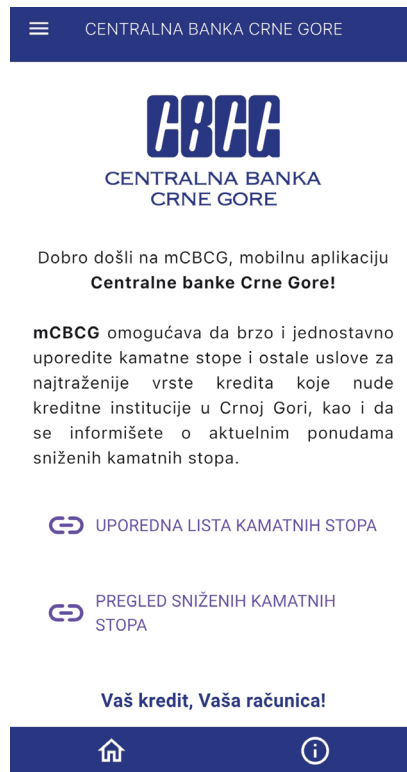 CENTRALNA BANKA CRNE GORE
CBCG
CENTRALNA BANKA
CRNE GORE
Dobro došli na mCBCG, mobilnu aplikaciju
Centralne banke Crne Gore!
mCBCG omogućava da brzo i jednostavno
uporedite kamatne stope i ostale uslove za
najtraženije vrste kredita koje nude
kreditne institucije u Crnoj Gori, kao i da
se informišete o aktuelnim ponudama
sniženih kamatnih stopa.
UPOREDNA LISTA KAMATNIH STOPA
PREGLED SNIŽENIH KAMATNIH
STOPA
Vaš kredit, Vaša računica!